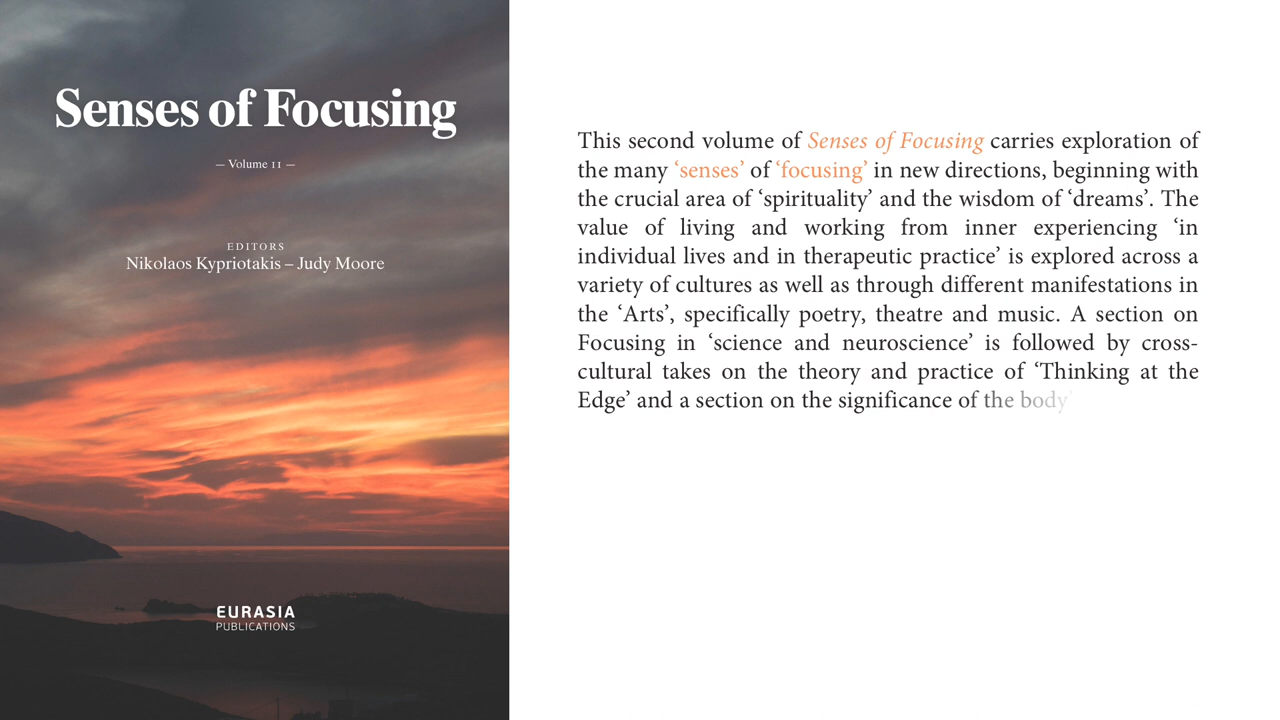 Senses of Focusing
— Volume II —
EDITORS
Nikolaos Kypriotakis – Judy Moore
EURASIA
PUBLICATIONS
This second volume of Senses of Focusing carries exploration of
the many ‘senses’ of ‘focusing’ in new directions, beginning with
the crucial area of ‘spirituality’ and the wisdom of ‘dreams’. The
value of living and working from inner experiencing ‘in
individual lives and in therapeutic practice’ is explored across a
variety of cultures as well as through different manifestations in
the ‘Arts’, specifically poetry, theatre and music. A section on
Focusing in ‘science and neuroscience’ is followed by cross-
cultural takes on the theory and practice of ‘Thinking at the
Edge’ and a section on the significance of the body’